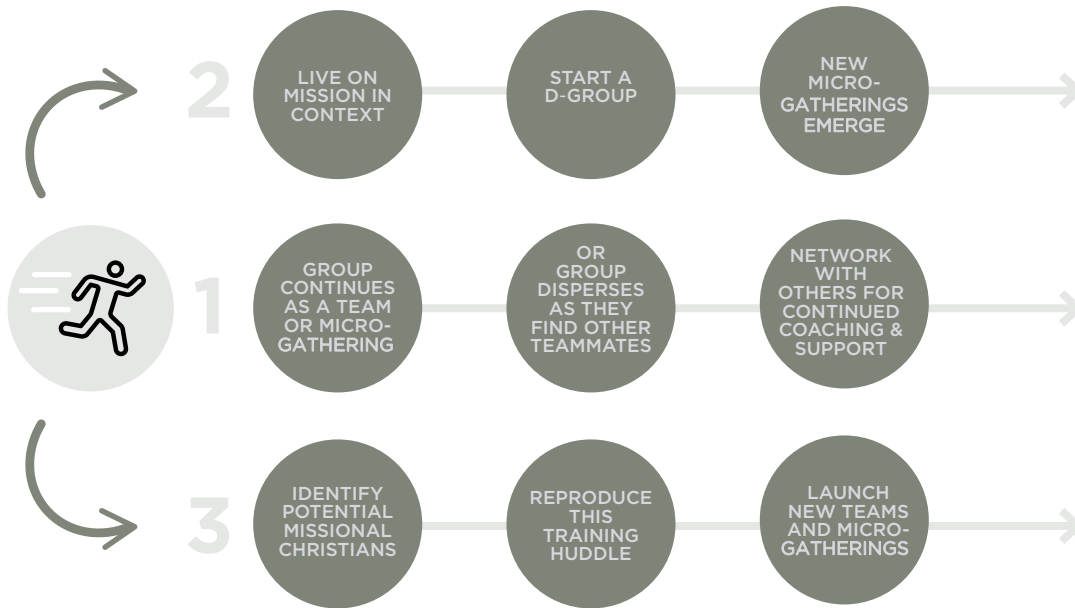 2
LIVE ON
MISSION IN
CONTEXT
START A
D-GROUP
NEW
MICRO-
GATHERINGS
EMERGE
1
GROUP
CONTINUES
AS A TEAM
OR MICRO-
GATHERING
OR
GROUP
DISPERSES
AS THEY
FIND OTHER
TEAMMATES
NETWORK
WITH
OTHERS FOR
CONTINUED
COACHING &
SUPPORT
3
IDENTIFY
POTENTIAL
MISSIONAL
CHRISTIANS
REPRODUCE
THIS
TRAINING
HUDDLE
LAUNCH
NEW TEAMS
AND MICRO-
GATHERINGS